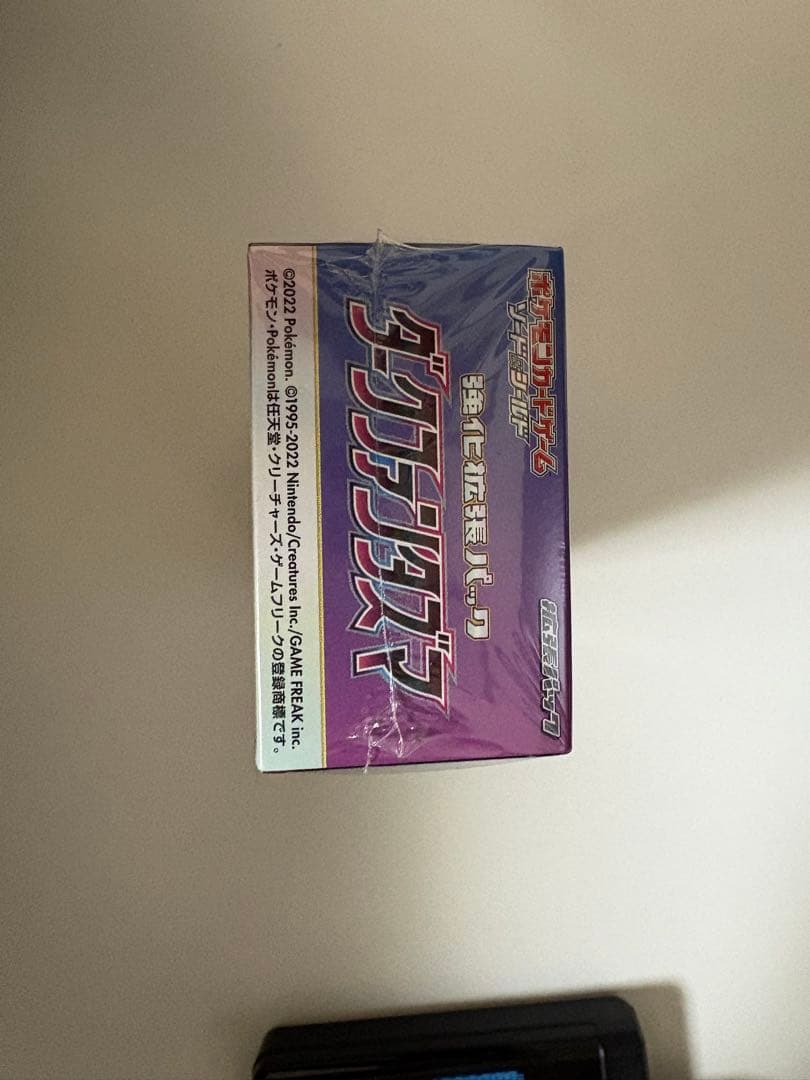 ポケモンカードゲーム
ソード&シールド
拡張パック
強化拡張パック
ダークファンタズマ
©2022 Pokémon. ©1995-2022 Nintendo/Creatures Inc./GAME FREAK inc.
ポケモン・Pokémonは任天堂・クリーチャーズ・ゲームフリークの登録商標です。